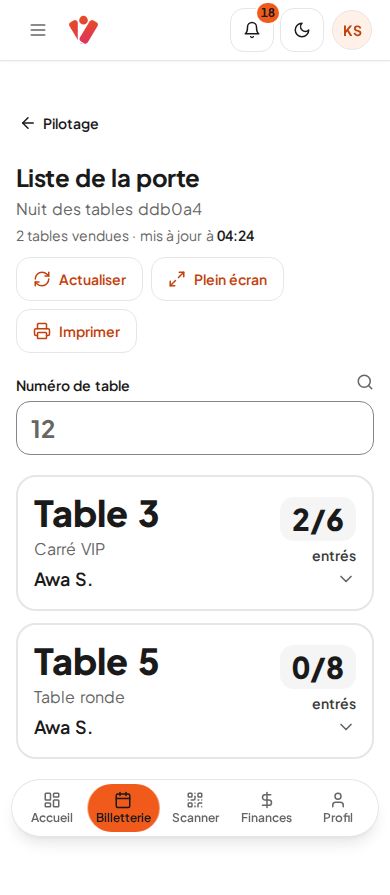 18
KS
Pilotage
Liste de la porte
Nuit des tables ddb0a4
2 tables vendues · mis à jour à 04:24
Actualiser
Plein écran
Imprimer
Numéro de table
12
Table 3
2/6
Carré VIP
entrés
Awa S.
Table 5
0/8
Table ronde
entrés
Awa S.
Accueil
Billetterie
Scanner
Finances
Profil